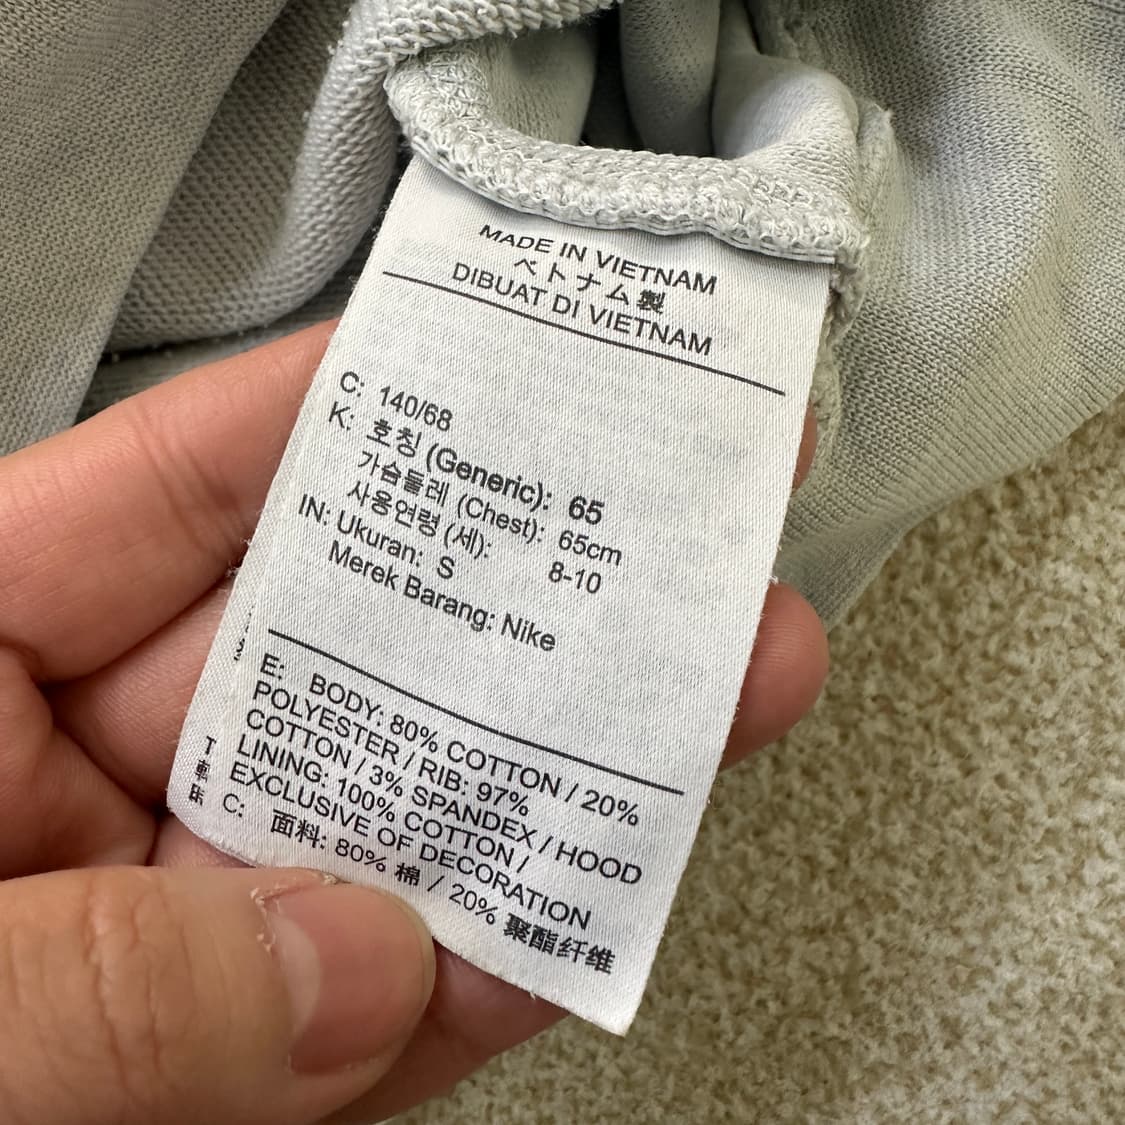 MADE IN VIETNAM
ベトナム製
DIBUAT DI VIETNAM
C: 140/68
K: 호칭 (Generic): 65
가슴둘레 (Chest): 65cm
사용연령 (세): 8-10
IN: Ukuran: S
Merek Barang: Nike
E: BODY: 80% COTTON / 20%
POLYESTER / RIB: 97%
COTTON / 3% SPANDEX / HOOD
LINING: 100% COTTON /
EXCLUSIVE OF DECORATION
C: 面料: 80% 棉 / 20% 聚酯纤维